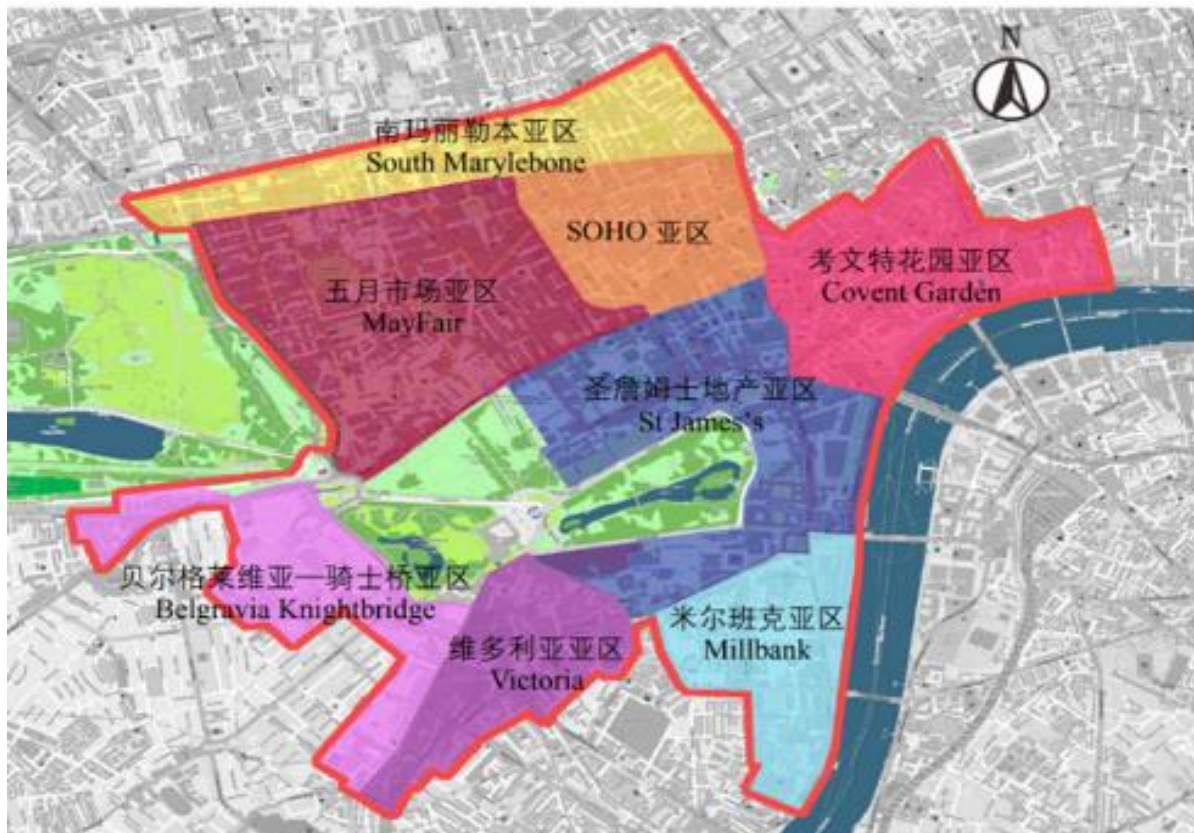 N
南玛丽勒本亚区
South Marylebone
SOHO 亚区
考文特花园亚区
Covent Garden
五月市场亚区
MayFair
圣詹姆士地产亚区
St James's
贝尔格莱维亚—骑士桥亚区
Belgravia Knightbridge
米尔班克亚区
Millbank
维多利亚亚区
Victoria